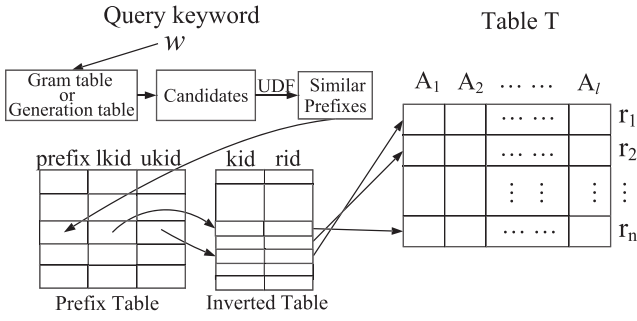 Query keyword
w
Gram table
or
Generation table
Candidates
UDF
Similar
Prefixes
prefix lkid ukid
Prefix Table
kid rid
Inverted Table
Table T
A1 A2 ... ... Al
... ... r1
... ... r2
⋮ ⋮ ⋮ ⋮
... ... rn